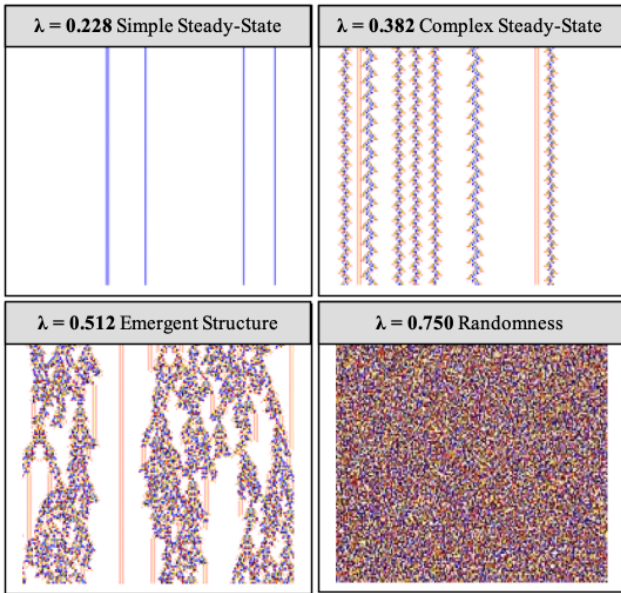 λ = 0.228 Simple Steady-State
λ = 0.382 Complex Steady-State
λ = 0.512 Emergent Structure
λ = 0.750 Randomness